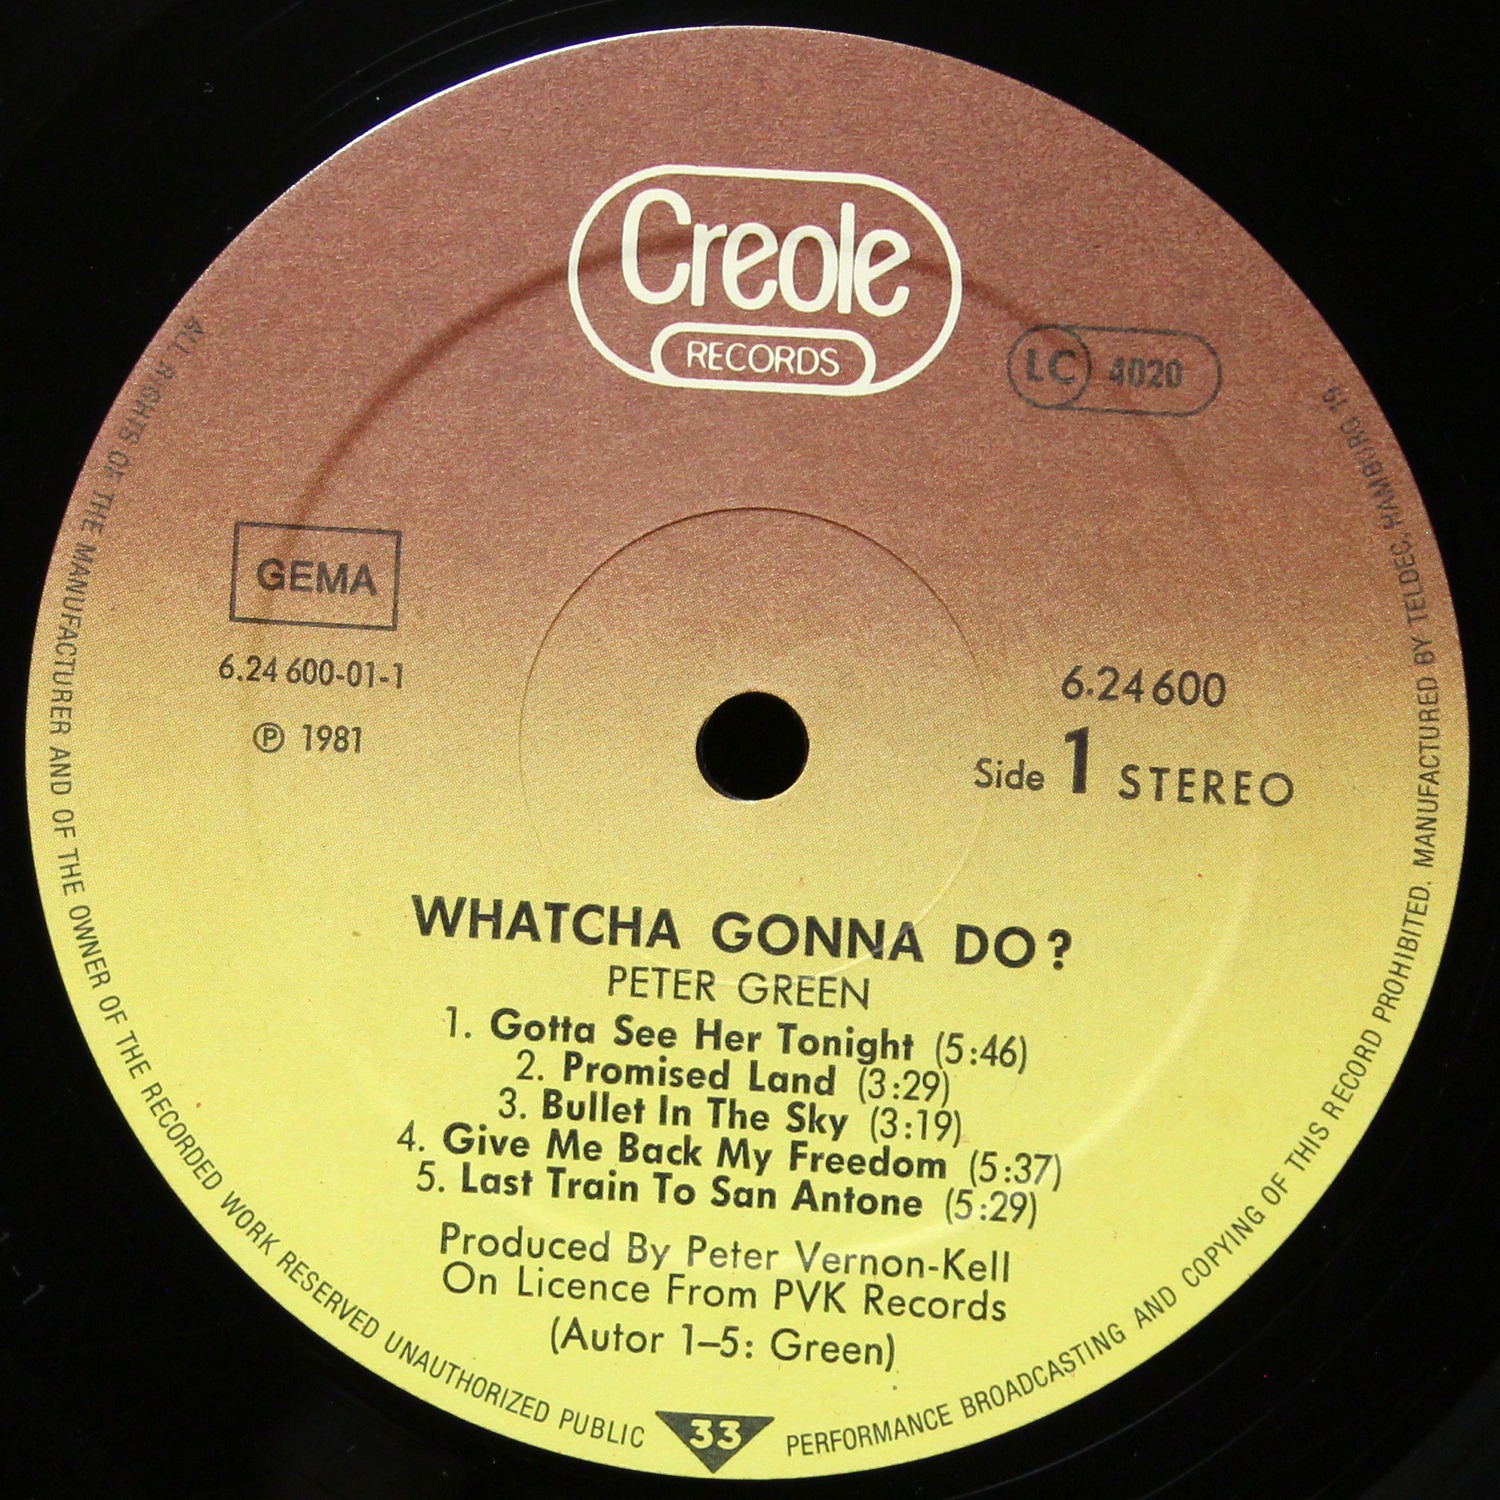 Creole
RECORDS
LC 4020
GEMA
6.24 600-01-1
Ⓟ 1981
6.24600
Side 1 STEREO
WHATCHA GONNA DO?
PETER GREEN
1. Gotta See Her Tonight (5:46)
2. Promised Land (3:29)
3. Bullet In The Sky (3:19)
4. Give Me Back My Freedom (5:37)
5. Last Train To San Antone (5:29)
Produced By Peter Vernon-Kell
On Licence From PVK Records
(Autor 1–5: Green)
ALL RIGHTS OF THE MANUFACTURER AND OF THE OWNER OF THE RECORDED WORK RESERVED UNAUTHORIZED PUBLIC
33
PERFORMANCE BROADCASTING AND COPYING OF THIS RECORD PROHIBITED. MANUFACTURED BY TELDEC, HAMBURG 19